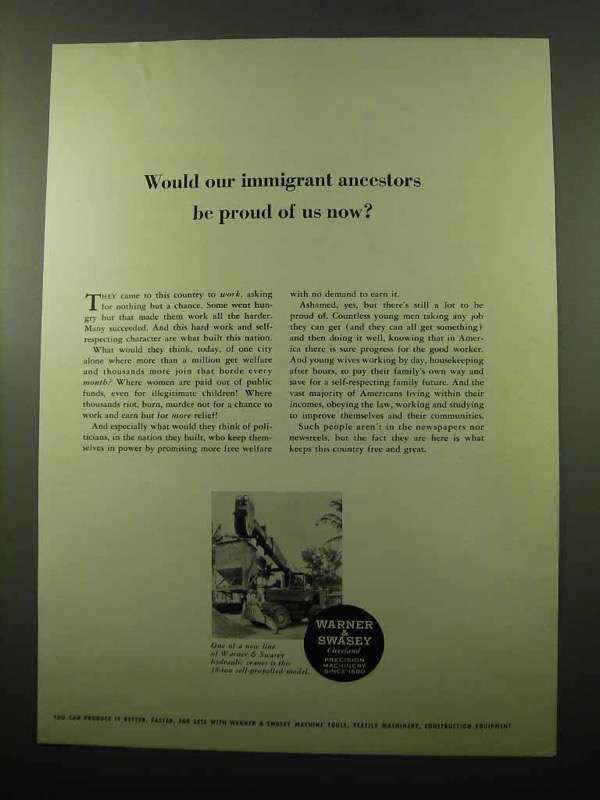 Would our immigrant ancestors
be proud of us now?
THEY came to this country to work, asking
for nothing but a chance. Some went hun-
gry but that made them work all the harder.
Many succeeded. And this hard work and self-
respecting character are what built this nation.
What would they think, today, of one city
alone where more than a million get welfare
and thousands more join that horde every
month? Where women are paid out of public
funds, even for illegitimate children! Where
thousands riot, burn, murder not for a chance to
work and earn but for more relief!
And especially what would they think of poli-
ticians, in the nation they built, who keep them-
selves in power by promising more free welfare
with no demand to earn it.
Ashamed, yes, but there's still a lot to be
proud of. Countless young men taking any job
they can get (and they can all get something)
and then doing it well, knowing that in Amer-
ica there is sure progress for the good worker.
And young wives working by day, housekeeping
after hours, to pay their family's own way and
save for a self-respecting family future. And the
vast majority of Americans living within their
incomes, obeying the law, working and studying
to improve themselves and their communities.
Such people aren't in the newspapers nor
newsreels, but the fact they are here is what
keeps this country free and great.
One of a new line
of Warner & Swasey
hydraulic cranes is this
18-ton self-propelled model.
WARNER
&
SWASEY
Cleveland
PRECISION
MACHINERY
SINCE 1880
YOU CAN PRODUCE IT BETTER, FASTER, FOR LESS WITH WARNER & SWASEY MACHINE TOOLS, TEXTILE MACHINERY, CONSTRUCTION EQUIPMENT